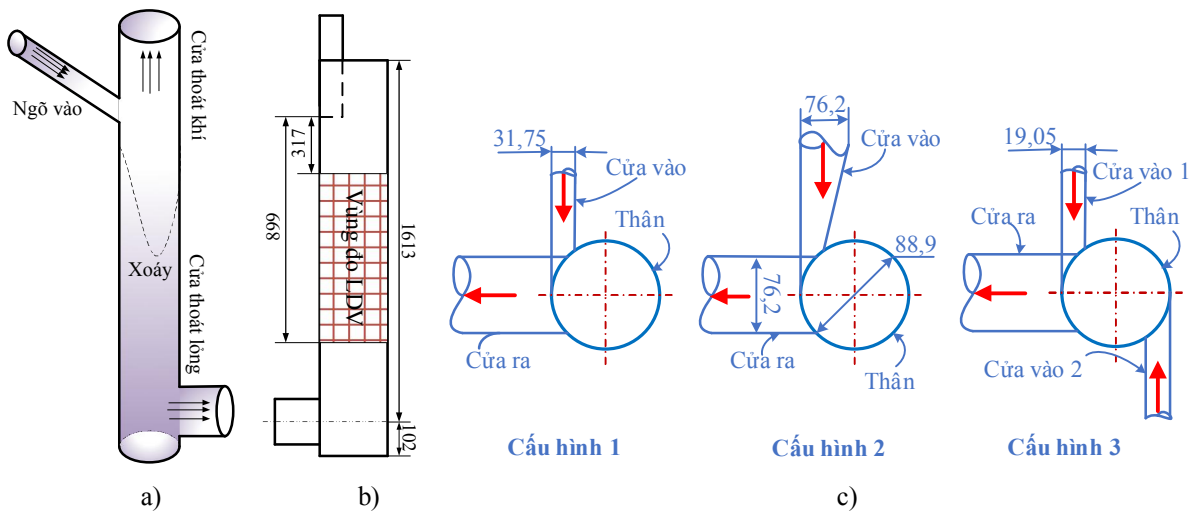 Ngõ vào
Cửa thoát khí
Xoáy
Cửa thoát lỏng
a)
317
899
Vùng đo LDV
1613
102
b)
31,75
Cửa vào
Thân
Cửa ra
Cấu hình 1
76,2
Cửa vào
88,9
76,2
Cửa ra
Thân
Cấu hình 2
19,05
Cửa vào 1
Cửa ra
Thân
Cửa vào 2
Cấu hình 3
c)